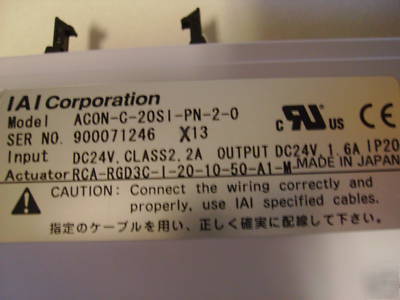 IAI Corporation
Model ACON-C-20SI-PN-2-0
SER NO. 900071246 X13
Input DC24V, CLASS2, 2A OUTPUT DC24V, 1.6A IP20
MADE IN JAPAN
Actuator RCA-RGD3C-I-20-10-50-A1-M
CAUTION: Connect the wiring correctly and
properly, use IAI specified cables.
指定のケーブルを用い、正しく確実に配線して下さい。
C RU US CE